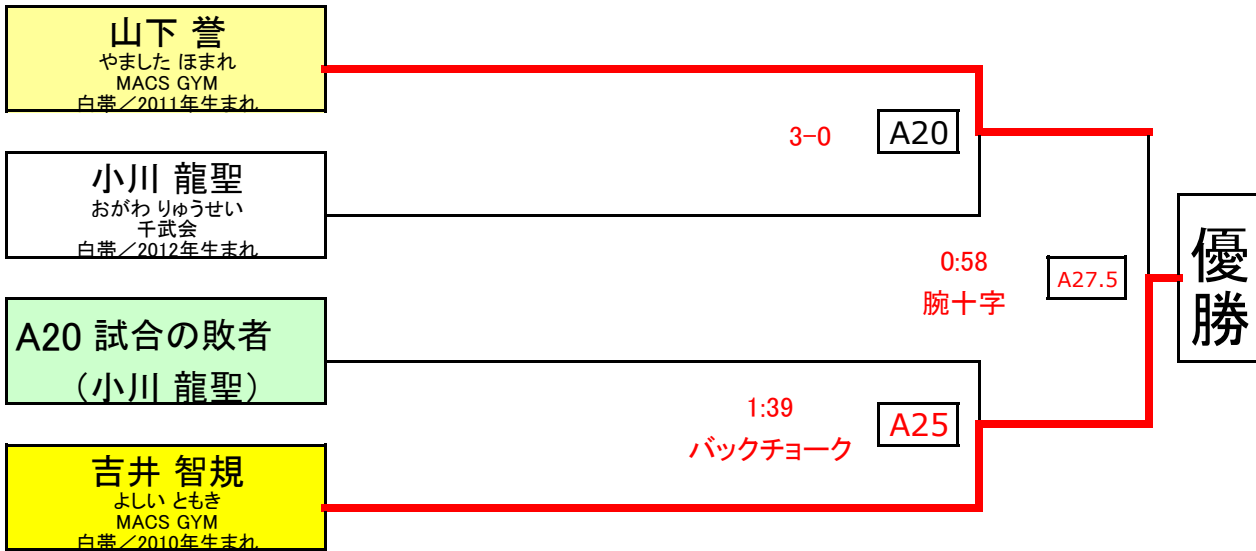 山下 誉
やました ほまれ
MACS GYM
白帯／2011年生まれ
3-0
A20
小川 龍聖
おがわ りゅうせい
千武会
白帯／2012年生まれ
0:58
腕十字
A27.5
優勝
A20 試合の敗者
（小川 龍聖）
1:39
バックチョーク
A25
吉井 智規
よしい ともき
MACS GYM
白帯／2010年生まれ